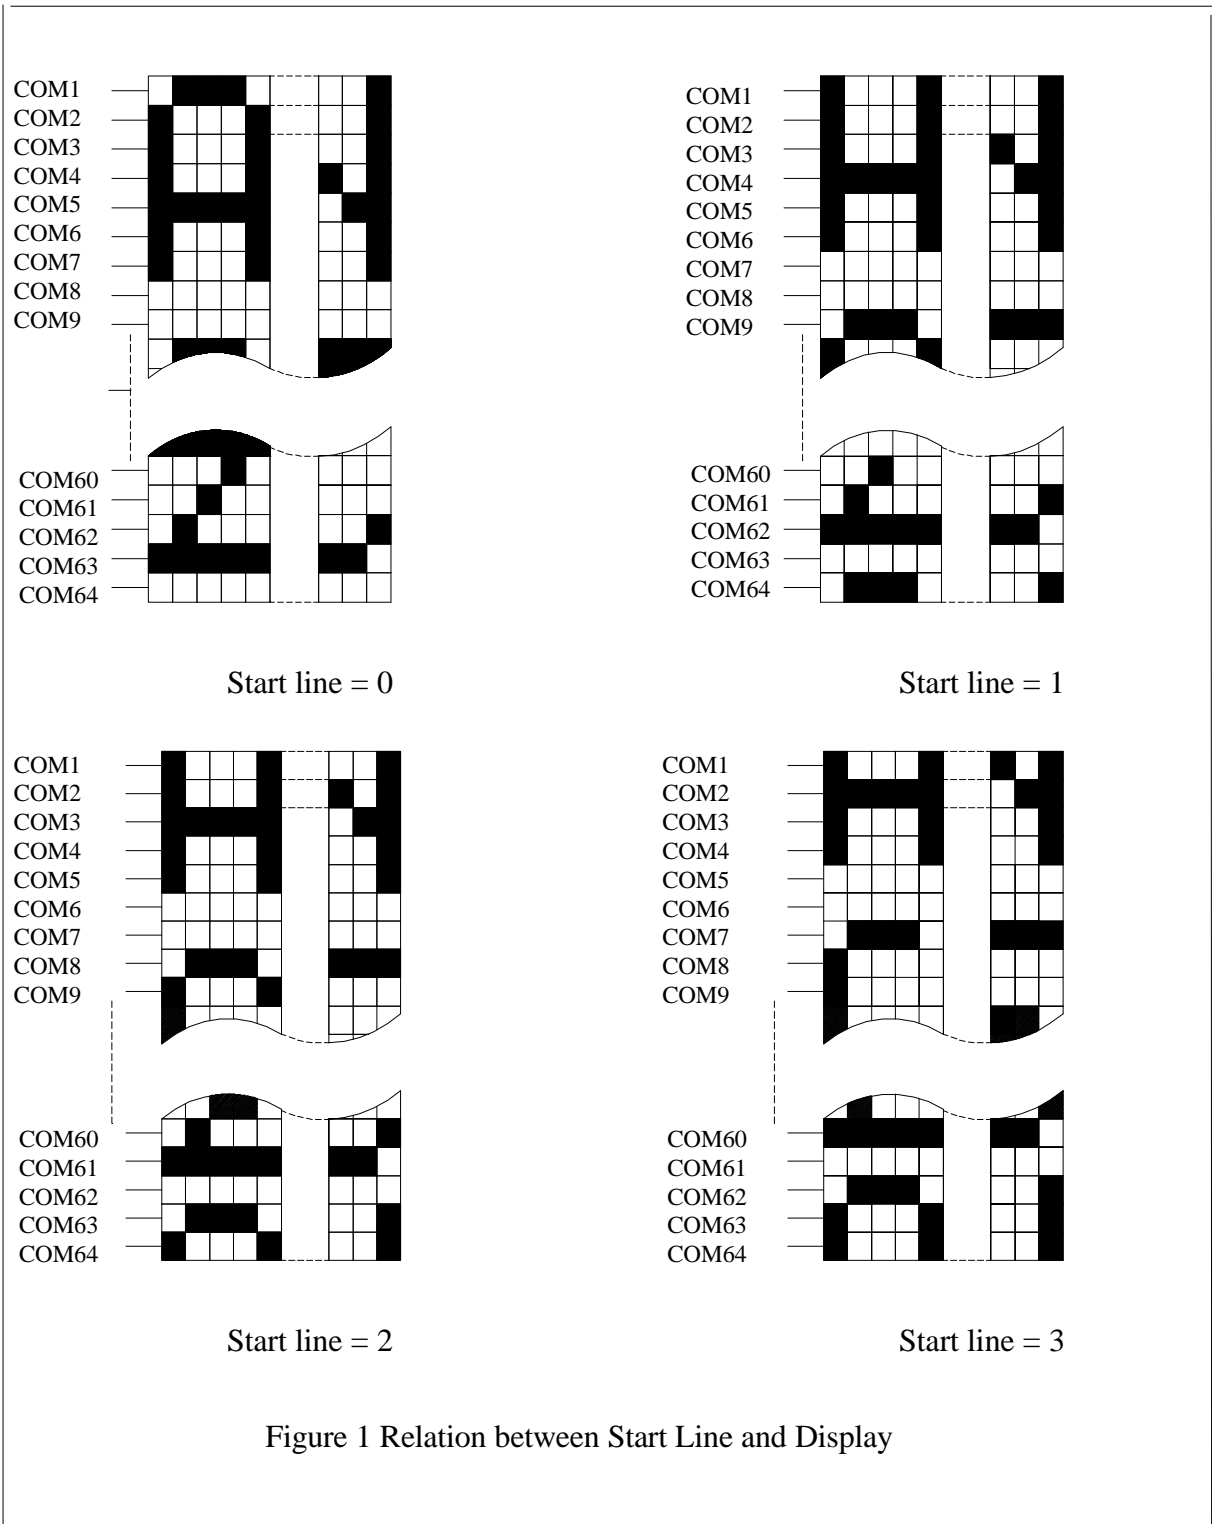 COM1
COM2
COM3
COM4
COM5
COM6
COM7
COM8
COM9
COM60
COM61
COM62
COM63
COM64
Start line = 0
COM1
COM2
COM3
COM4
COM5
COM6
COM7
COM8
COM9
COM60
COM61
COM62
COM63
COM64
Start line = 1
COM1
COM2
COM3
COM4
COM5
COM6
COM7
COM8
COM9
COM60
COM61
COM62
COM63
COM64
Start line = 2
COM1
COM2
COM3
COM4
COM5
COM6
COM7
COM8
COM9
COM60
COM61
COM62
COM63
COM64
Start line = 3
Figure 1 Relation between Start Line and Display